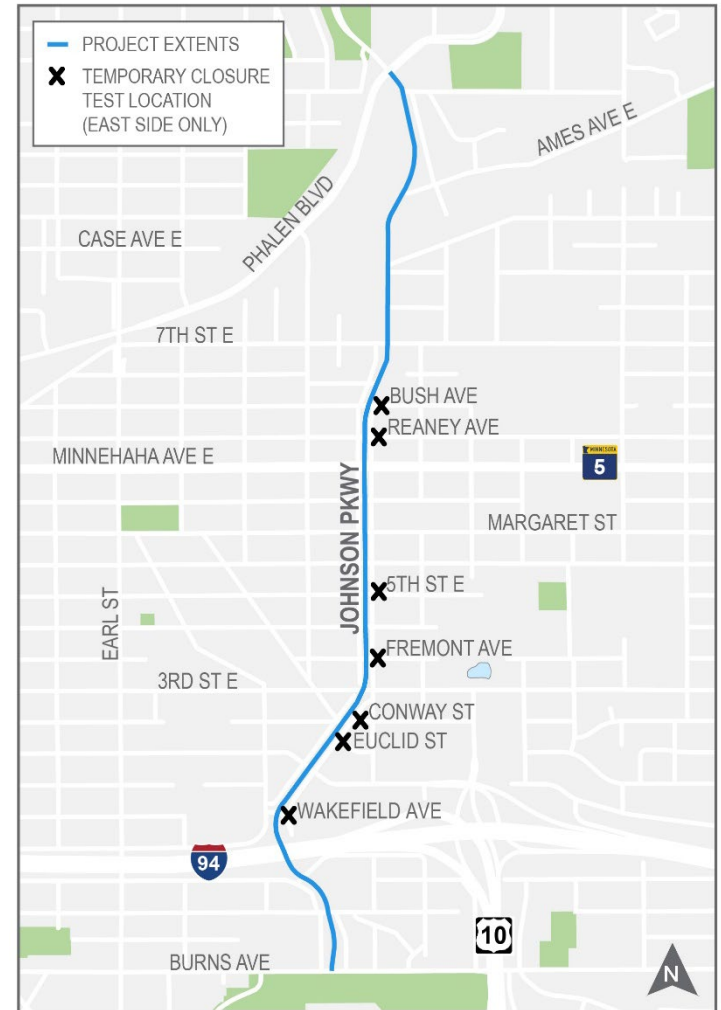 PROJECT EXTENTS
TEMPORARY CLOSURE
TEST LOCATION
(EAST SIDE ONLY)
AMES AVE E
PHALEN BLVD
CASE AVE E
7TH ST E
BUSH AVE
REANEY AVE
MINNEHAHA AVE E
MINNESOTA
5
JOHNSON PKWY
MARGARET ST
5TH ST E
EARL ST
FREMONT AVE
3RD ST E
CONWAY ST
EUCLID ST
WAKEFIELD AVE
94
10
BURNS AVE
N